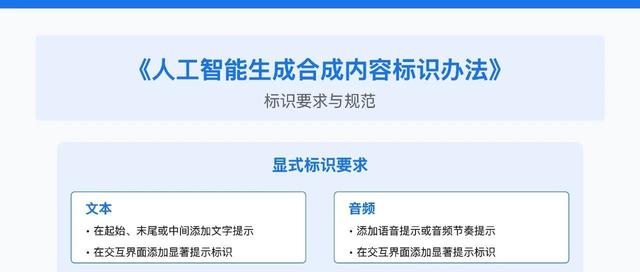 《人工智能生成合成内容标识办法》
标识要求与规范
显式标识要求
文本
• 在起始、末尾或中间添加文字提示
• 在交互界面添加显著提示标识
音频
• 添加语音提示或音频节奏提示
• 在交互界面添加显著提示标识